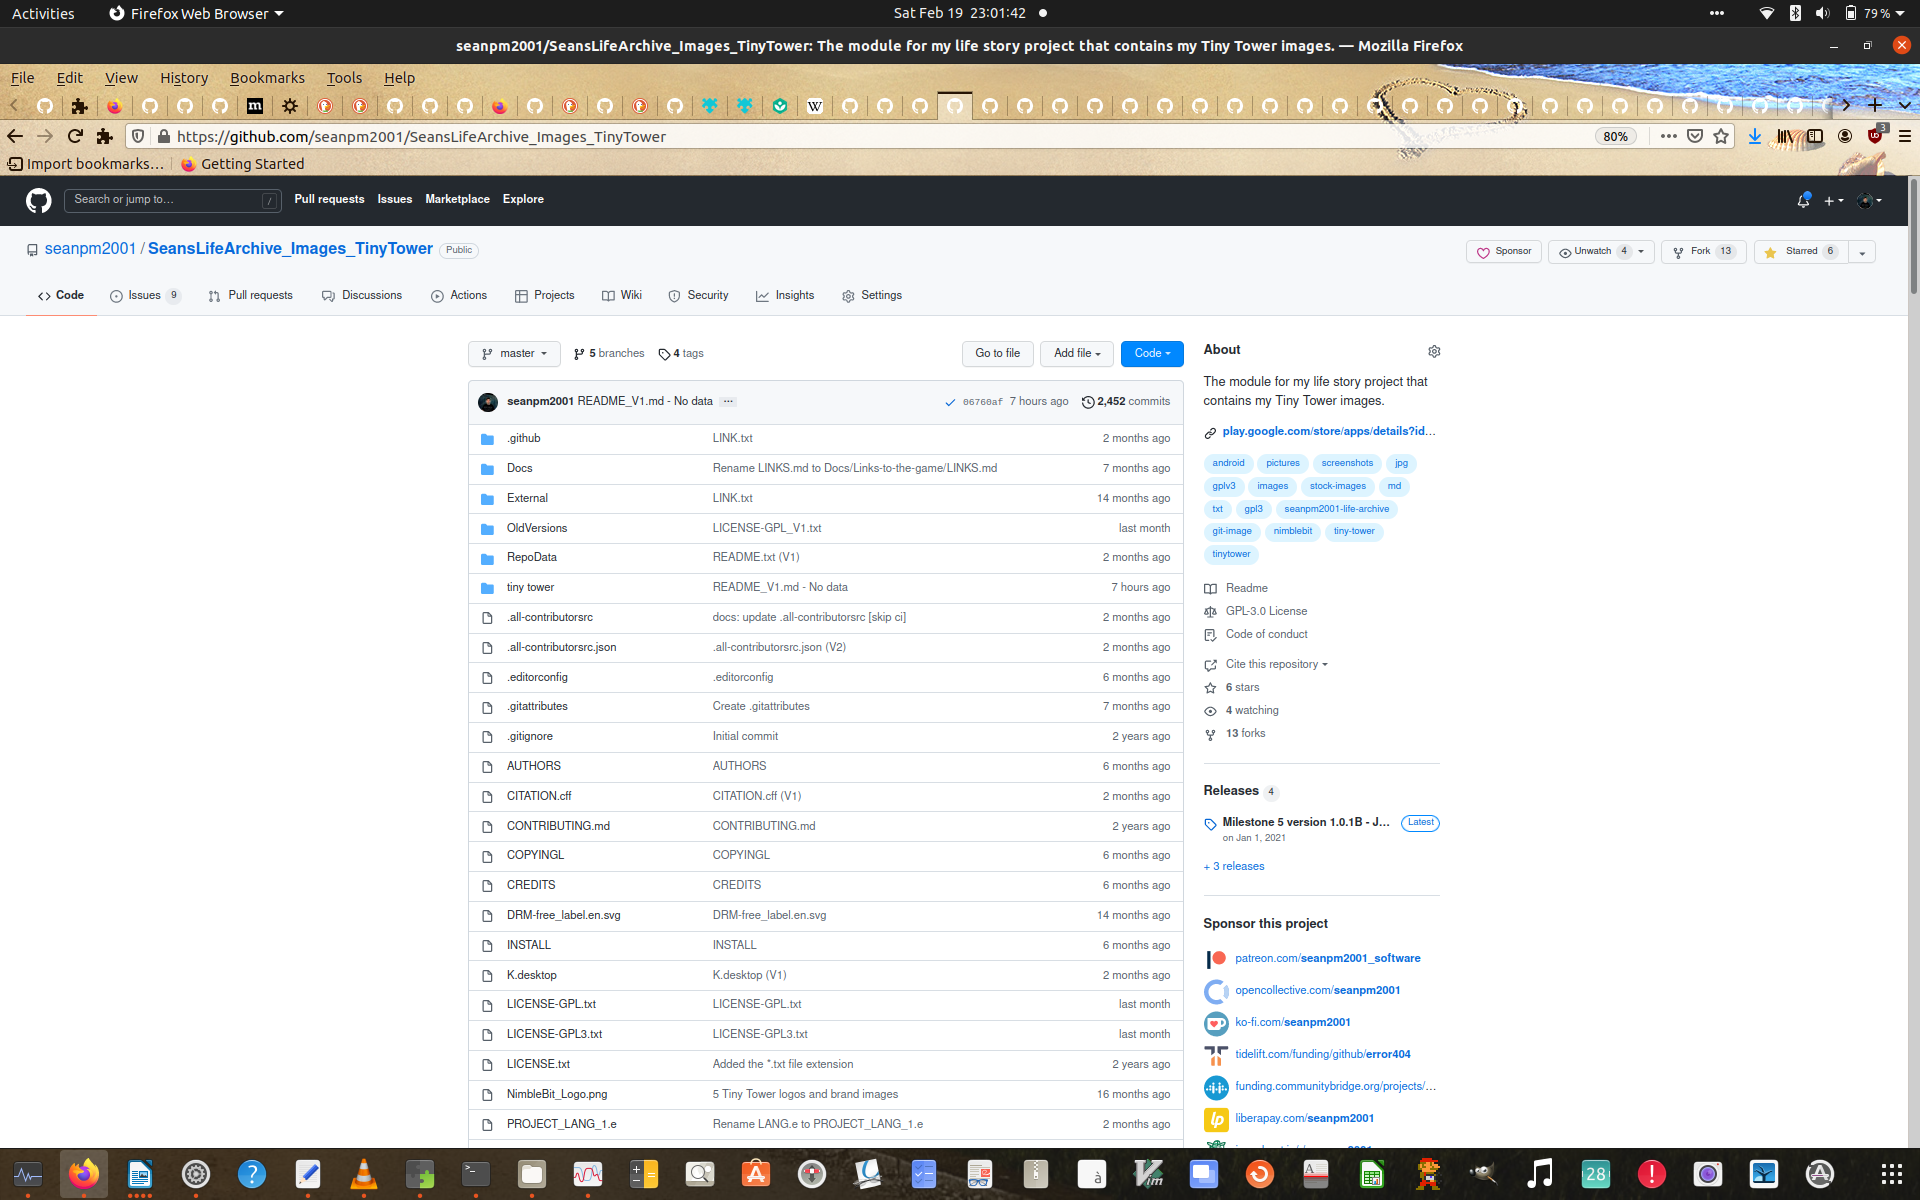 Activities
Firefox Web Browser
Sat Feb 19 23:01:42
79 %
seanpm2001/SeansLifeArchive_Images_TinyTower: The module for my life story project that contains my Tiny Tower images. — Mozilla Firefox
File Edit View History Bookmarks Tools Help
https://github.com/seanpm2001/SeansLifeArchive_Images_TinyTower
80%
3
Import bookmarks...
Getting Started
Search or jump to...
/
Pull requests Issues Marketplace Explore
seanpm2001 / SeansLifeArchive_Images_TinyTower Public
Sponsor Unwatch 4 Fork 13 Starred 6
Code Issues 9 Pull requests Discussions Actions Projects Wiki Security Insights Settings
master 5 branches 4 tags
Go to file Add file Code
seanpm2001 README_V1.md - No data ... 06760af 7 hours ago 2,452 commits
.github LINK.txt 2 months ago
Docs Rename LINKS.md to Docs/Links-to-the-game/LINKS.md 7 months ago
External LINK.txt 14 months ago
OldVersions LICENSE-GPL_V1.txt last month
RepoData README.txt (V1) 2 months ago
tiny tower README_V1.md - No data 7 hours ago
.all-contributorsrc docs: update .all-contributorsrc [skip ci] 2 months ago
.all-contributorsrc.json .all-contributorsrc.json (V2) 2 months ago
.editorconfig .editorconfig 6 months ago
.gitattributes Create .gitattributes 7 months ago
.gitignore Initial commit 2 years ago
AUTHORS AUTHORS 6 months ago
CITATION.cff CITATION.cff (V1) 2 months ago
CONTRIBUTING.md CONTRIBUTING.md 2 years ago
COPYINGL COPYINGL 6 months ago
CREDITS CREDITS 6 months ago
DRM-free_label.en.svg DRM-free_label.en.svg 14 months ago
INSTALL INSTALL 6 months ago
K.desktop K.desktop (V1) 2 months ago
LICENSE-GPL.txt LICENSE-GPL.txt last month
LICENSE-GPL3.txt LICENSE-GPL3.txt last month
LICENSE.txt Added the *.txt file extension 2 years ago
NimbleBit_Logo.png 5 Tiny Tower logos and brand images 16 months ago
PROJECT_LANG_1.e Rename LANG.e to PROJECT_LANG_1.e 2 months ago
About
The module for my life story project that
contains my Tiny Tower images.
play.google.com/store/apps/details?id...
android pictures screenshots jpg
gplv3 images stock-images md
txt gpl3 seanpm2001-life-archive
git-image nimblebit tiny-tower
tinytower
Readme
GPL-3.0 License
Code of conduct
Cite this repository
6 stars
4 watching
13 forks
Releases 4
Milestone 5 version 1.0.1B - J... Latest
on Jan 1, 2021
+ 3 releases
Sponsor this project
patreon.com/seanpm2001_software
opencollective.com/seanpm2001
ko-fi.com/seanpm2001
tidelift.com/funding/github/error404
funding.communitybridge.org/projects/...
liberapay.com/seanpm2001
28